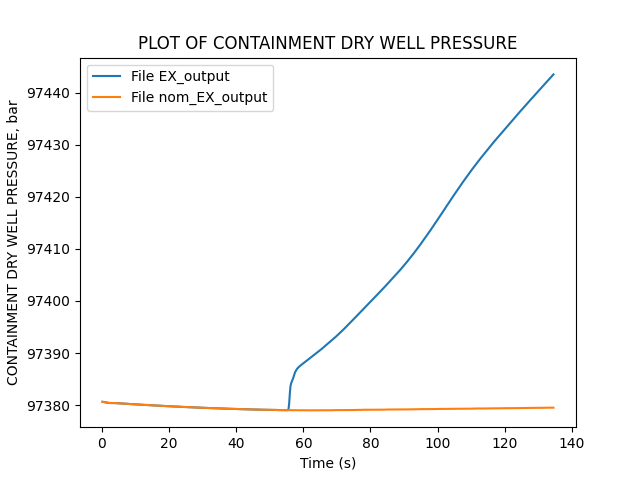 PLOT OF CONTAINMENT DRY WELL PRESSURE
File EX_output
File nom_EX_output
CONTAINMENT DRY WELL PRESSURE, bar
97440
97430
97420
97410
97400
97390
97380
0 20 40 60 80 100 120 140
Time (s)